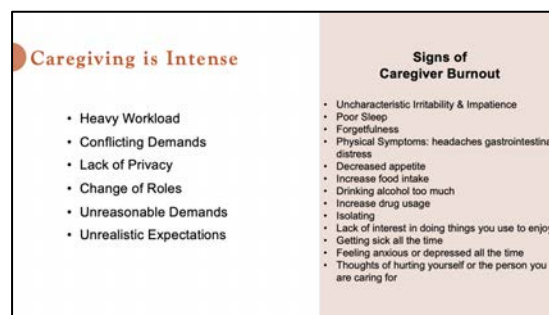 Caregiving is Intense
• Heavy Workload
• Conflicting Demands
• Lack of Privacy
• Change of Roles
• Unreasonable Demands
• Unrealistic Expectations
Signs of
Caregiver Burnout
• Uncharacteristic Irritability & Impatience
• Poor Sleep
• Forgetfulness
• Physical Symptoms: headaches gastrointestina
distress
• Decreased appetite
• Increase food intake
• Drinking alcohol too much
• Increase drug usage
• Isolating
• Lack of interest in doing things you use to enjoy
• Getting sick all the time
• Feeling anxious or depressed all the time
• Thoughts of hurting yourself or the person you
are caring for